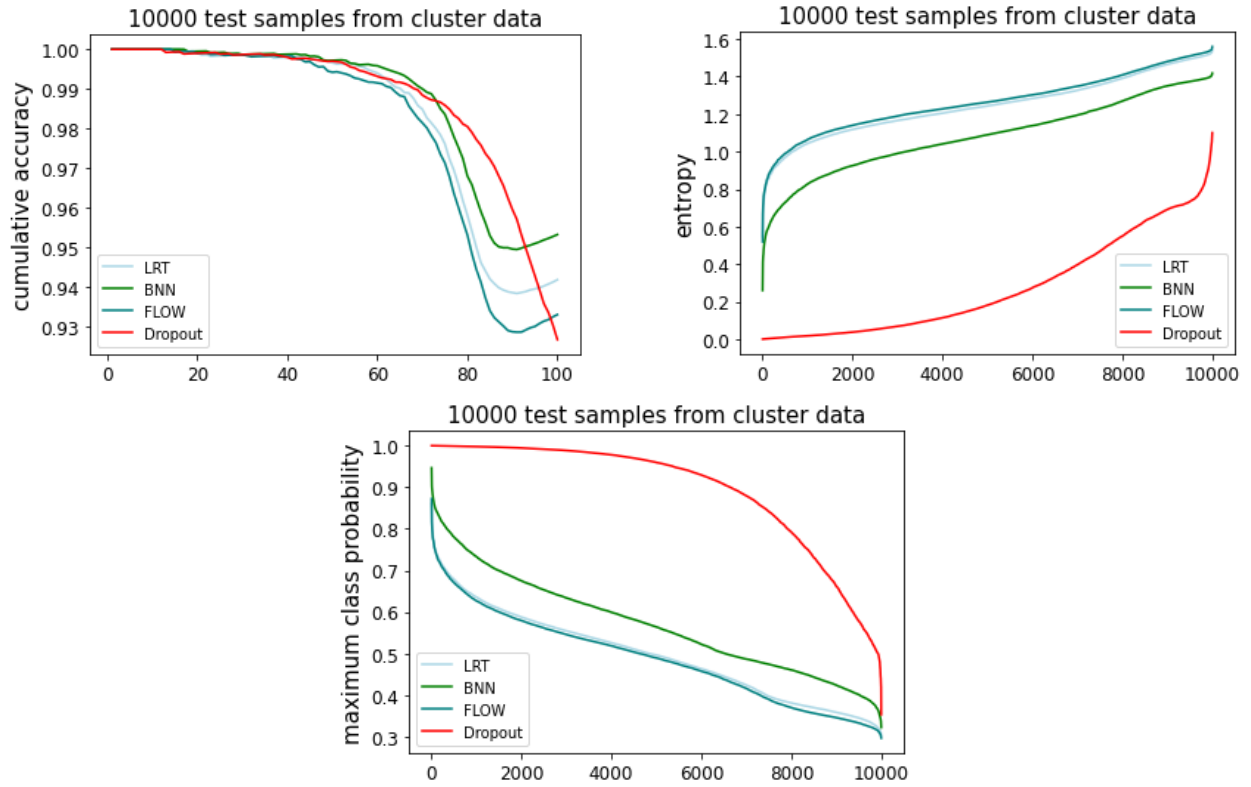 10000 test samples from cluster data
cumulative accuracy
1.00
0.99
0.98
0.97
0.96
0.95
0.94
0.93
0 20 40 60 80 100
LRT
BNN
FLOW
Dropout
10000 test samples from cluster data
entropy
1.6
1.4
1.2
1.0
0.8
0.6
0.4
0.2
0.0
0 2000 4000 6000 8000 10000
LRT
BNN
FLOW
Dropout
10000 test samples from cluster data
maximum class probability
1.0
0.9
0.8
0.7
0.6
0.5
0.4
0.3
0 2000 4000 6000 8000 10000
LRT
BNN
FLOW
Dropout